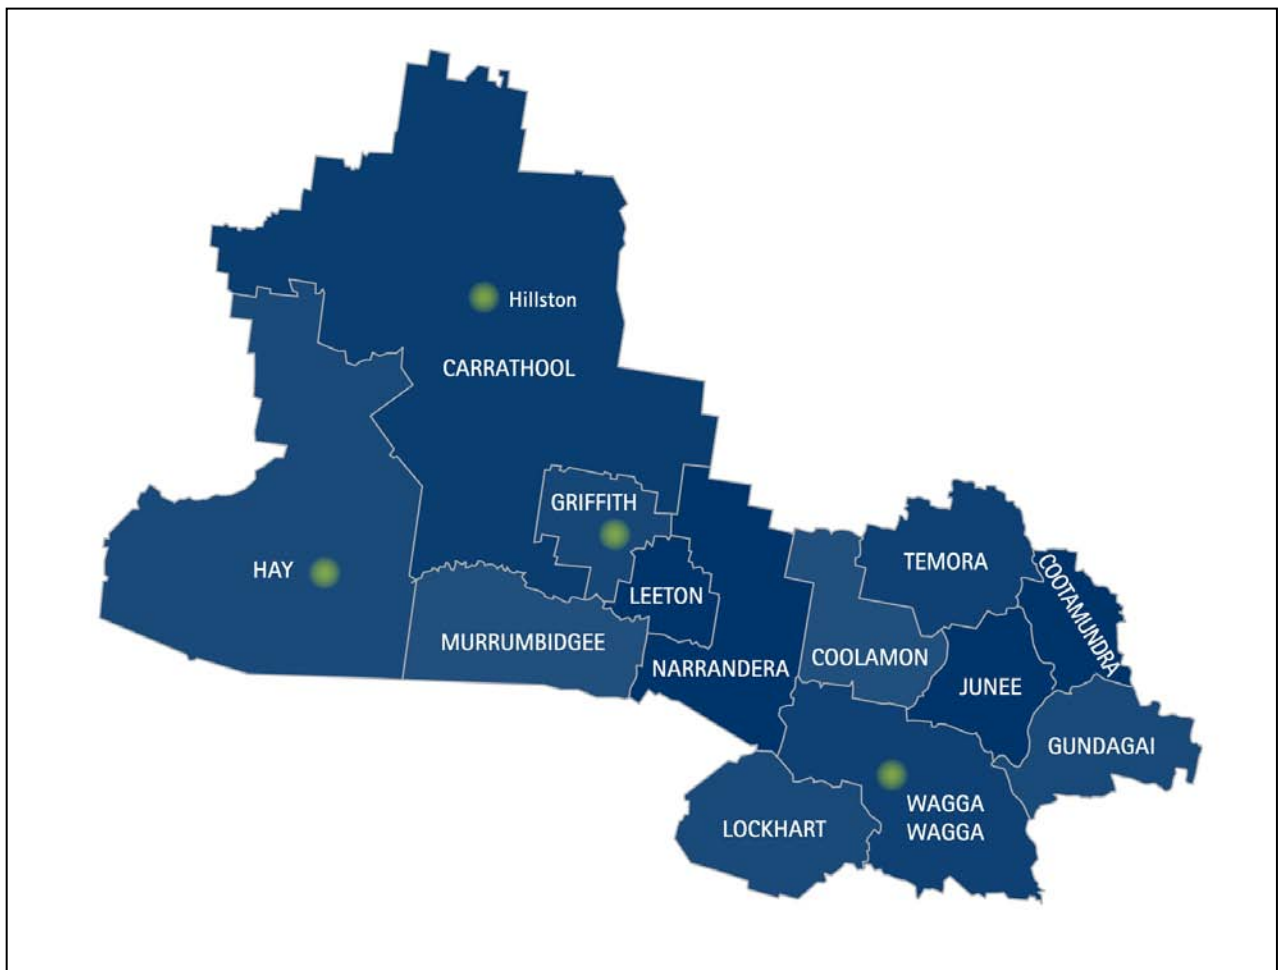 Hillston
CARRATHOOL
GRIFFITH
HAY
TEMORA
COOTAMUNDRA
LEETON
MURRUMBIDGEE
NARRANDERA
COOLAMON
JUNEE
GUNDAGAI
WAGGA
WAGGA
LOCKHART